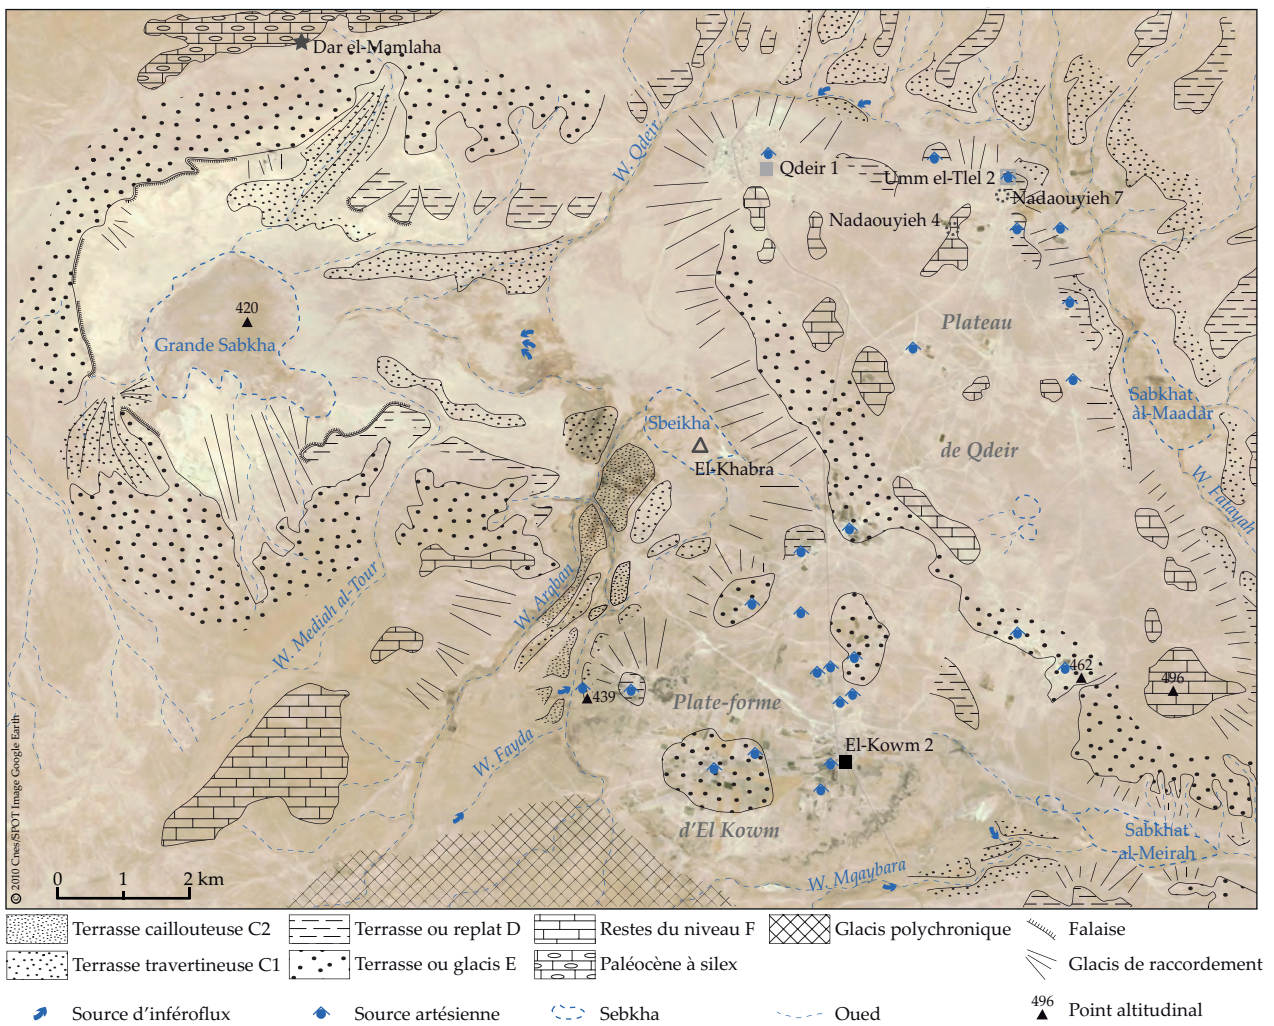 Dar el-Mamlaha
W. Qdeir
Qdeir 1
Umm el-Tlel 2
Nadaouyieh 7
Nadaouyieh 4
420
Grande Sabkha
Plateau
de Qdeir
Sabkhat
al-Maadar
Sbeikha
El-Khabra
W. Fatayah
W. Arqban
W. Mediah al-Tour
462
496
439
Plate-forme
d'El Kowm
W. Fayda
El-Kowm 2
Sabkhat
al-Meirah
W. Mqaybara
© 2010 Cnes/SPOT Image Google Earth
0 1 2 km
Terrasse caillouteuse C2
Terrasse ou replat D
Restes du niveau F
Glacis polychronique
Falaise
Terrasse travertineuse C1
Terrasse ou glacis E
Paléocène à silex
Glacis de raccordement
Source d'inféroflux
Source artésienne
Sebkha
Oued
496
Point altitudinal